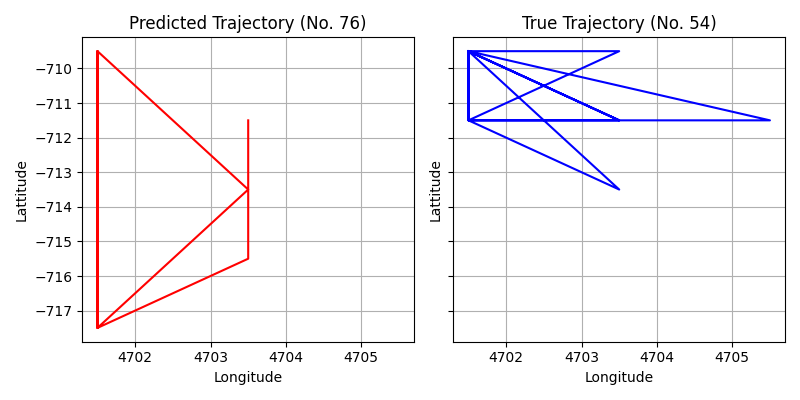 Predicted Trajectory (No. 76)
True Trajectory (No. 54)
−710
−711
−712
−713
−714
−715
−716
−717
Lattitude
Lattitude
4702 4703 4704 4705
4702 4703 4704 4705
Longitude
Longitude